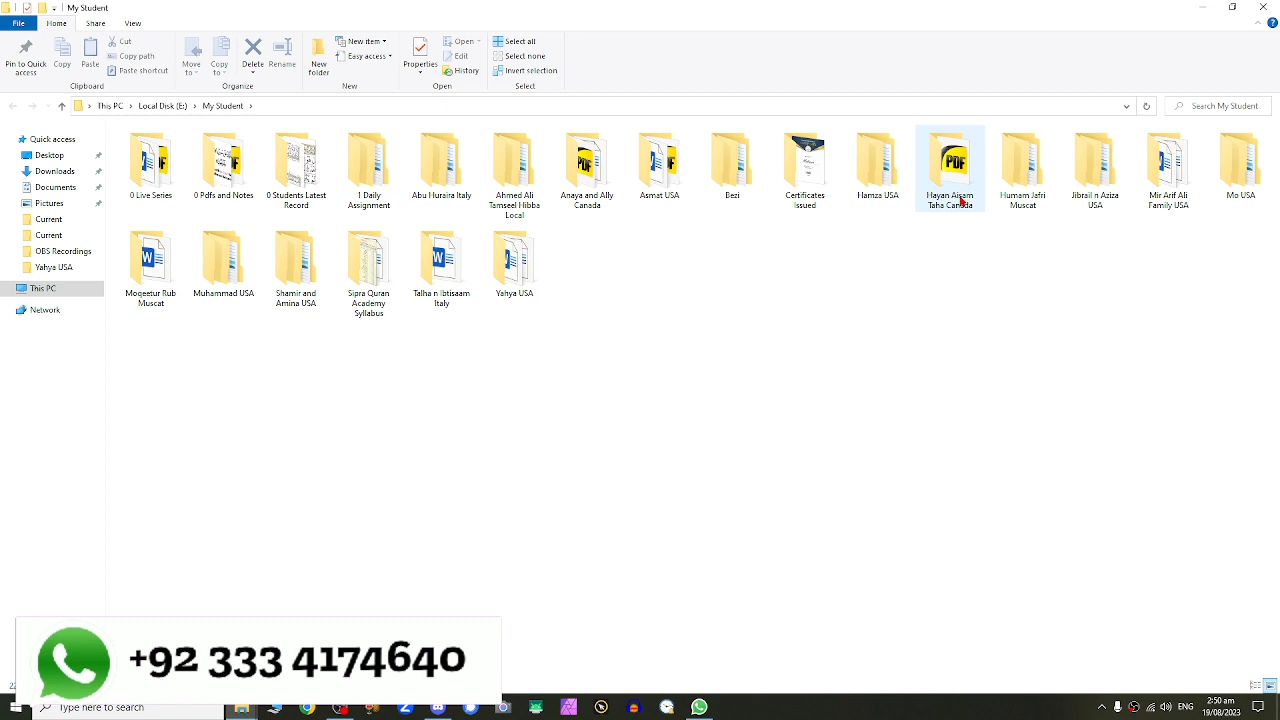 My Student
File Home Share View
Pin to Quick access
Copy
Paste
Cut
Copy path
Paste shortcut
Clipboard
Move to
Copy to
Delete
Rename
Organize
New folder
New item
Easy access
New
Properties
Open
Edit
History
Open
Select all
Select none
Invert selection
Select
This PC > Local Disk (E:) > My Student >
Search My Student
Quick access
Desktop
Downloads
Documents
Pictures
Current
Current
OBS Recordings
Yahya USA
This PC
Network
0 Live Series
0 Pdfs and Notes
0 Students Latest Record
1 Daily Assignment
Abu Huraira Italy
Ahmed Ali Tamseel Hibba Local
Anaya and Ally Canada
Asmat USA
Bezi
Certificates Issued
Hamza USA
Hayan Aisam Taha Canada
Humam Jafri Muscat
Jibrail n Aziza USA
Mir Arif Ali Family USA
Mo USA
Moqeetur Rub Muscat
Muhammad USA
Shamir and Amina USA
Sipra Quran Academy Syllabus
Talha n Ibtisaam Italy
Yahya USA
PDF
+92 333 4174640
Type here to search
ENG
2:50 am
19/08/2023